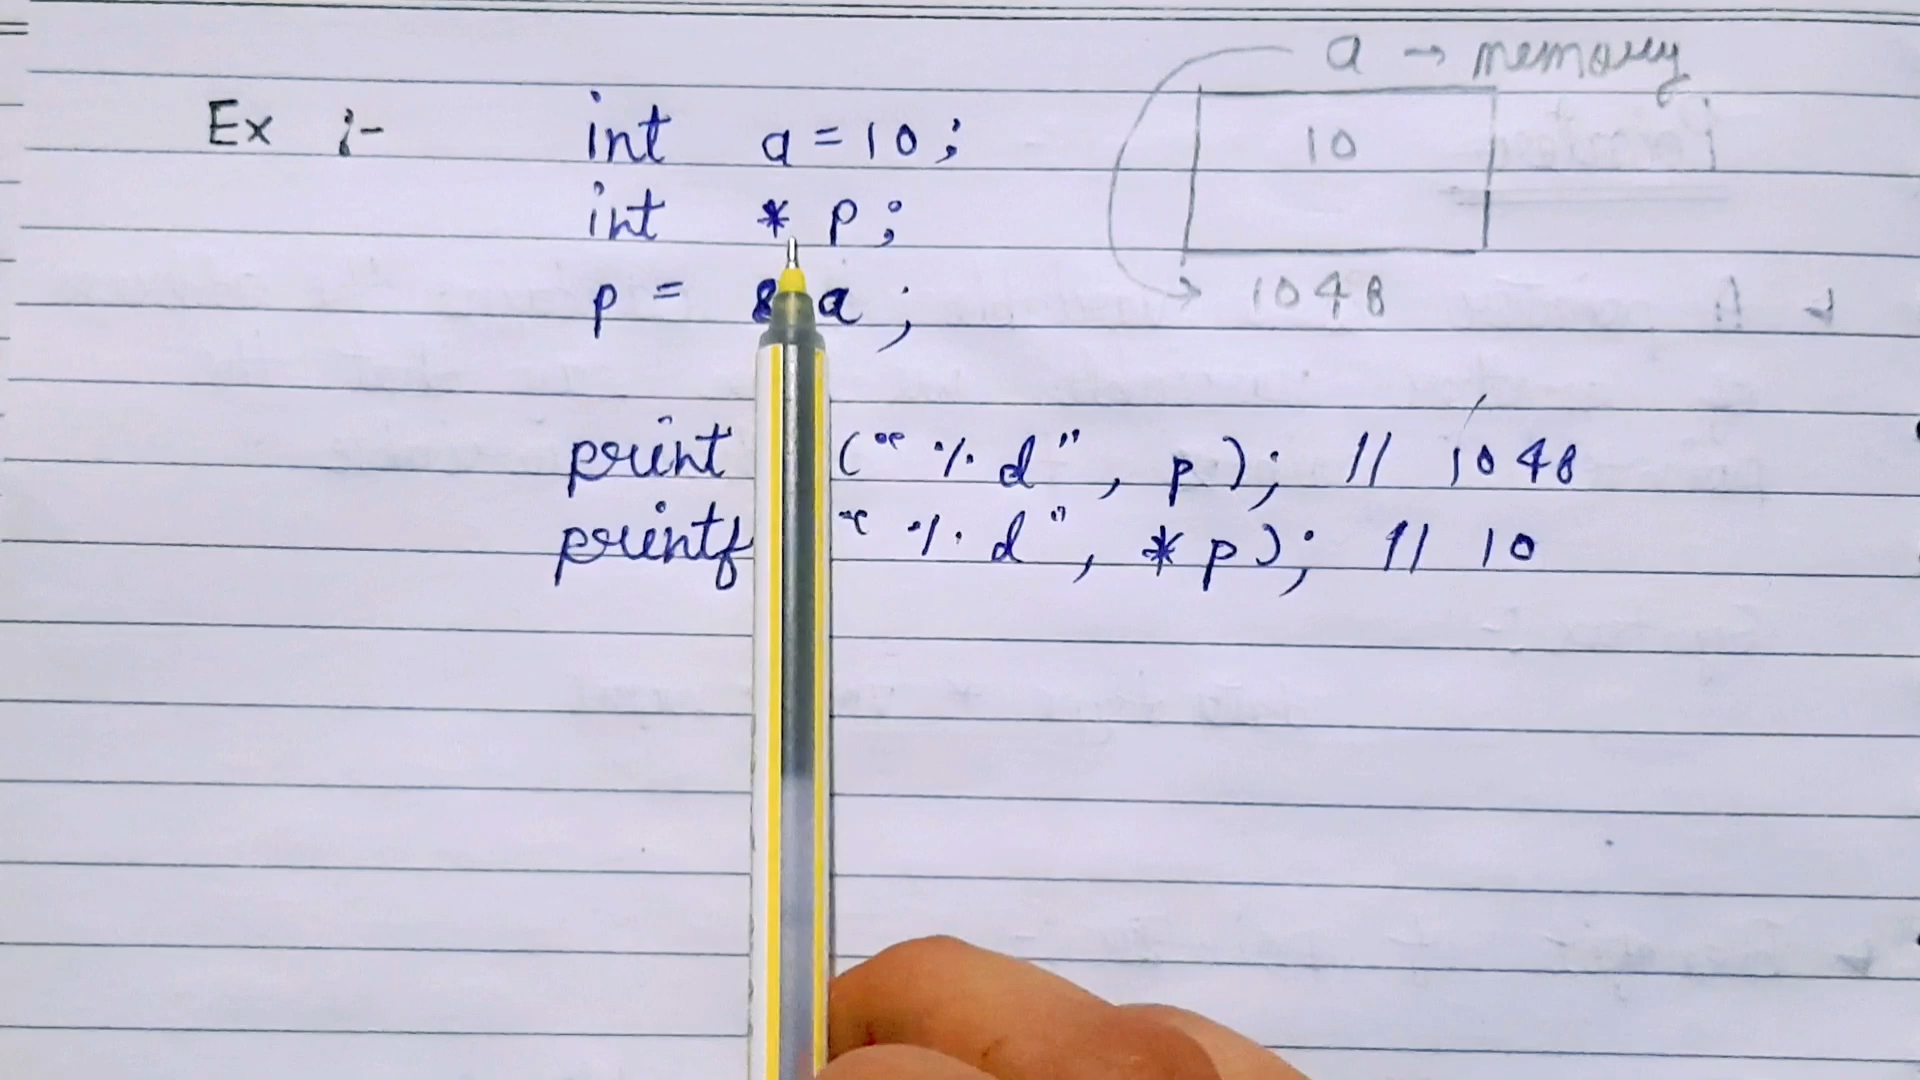 a → memory
Ex :- int a = 10 ;
10
int * p ;
p = & a ;
1048
print ( " % d " , p ) ; // 1048
printf " % d " , * p ) ; // 10